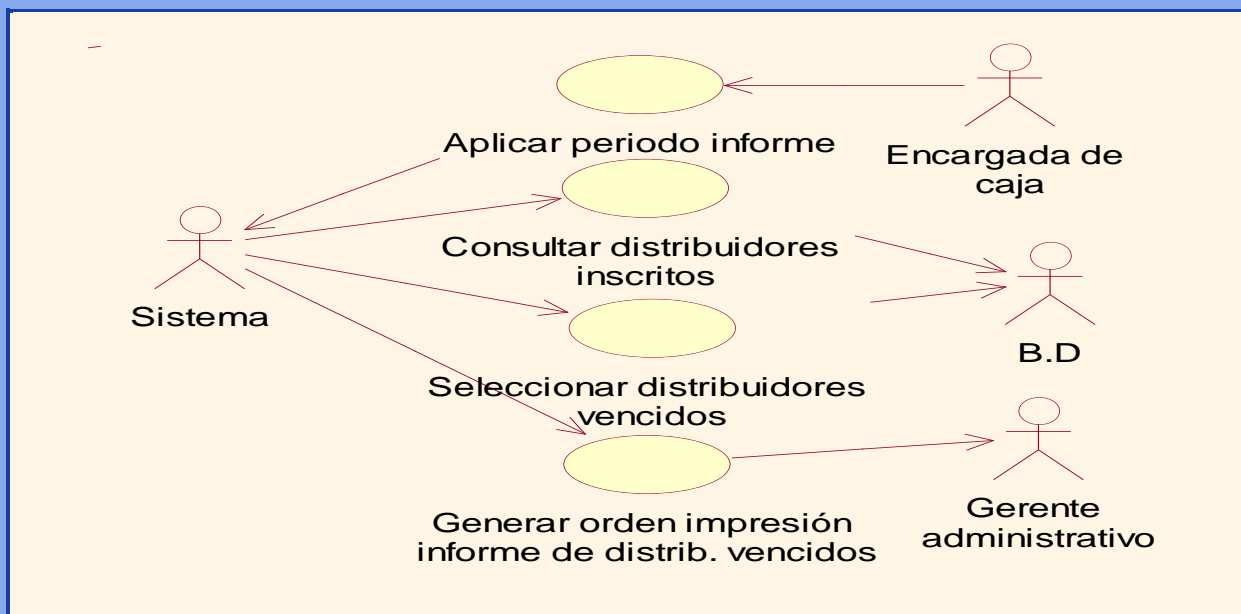 Aplicar periodo informe
Encargada de
caja
Consultar distribuidores
inscritos
Sistema
B.D
Seleccionar distribuidores
vencidos
Generar orden impresión
informe de distrib. vencidos
Gerente
administrativo